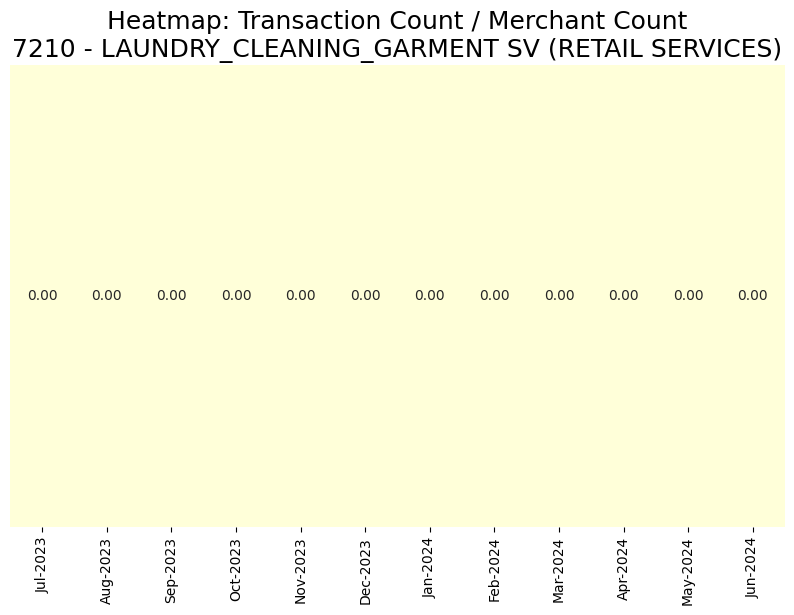 Heatmap: Transaction Count / Merchant Count
7210 - LAUNDRY_CLEANING_GARMENT SV (RETAIL SERVICES)
0.00 0.00 0.00 0.00 0.00 0.00 0.00 0.00 0.00 0.00 0.00 0.00
Jul-2023 Aug-2023 Sep-2023 Oct-2023 Nov-2023 Dec-2023 Jan-2024 Feb-2024 Mar-2024 Apr-2024 May-2024 Jun-2024